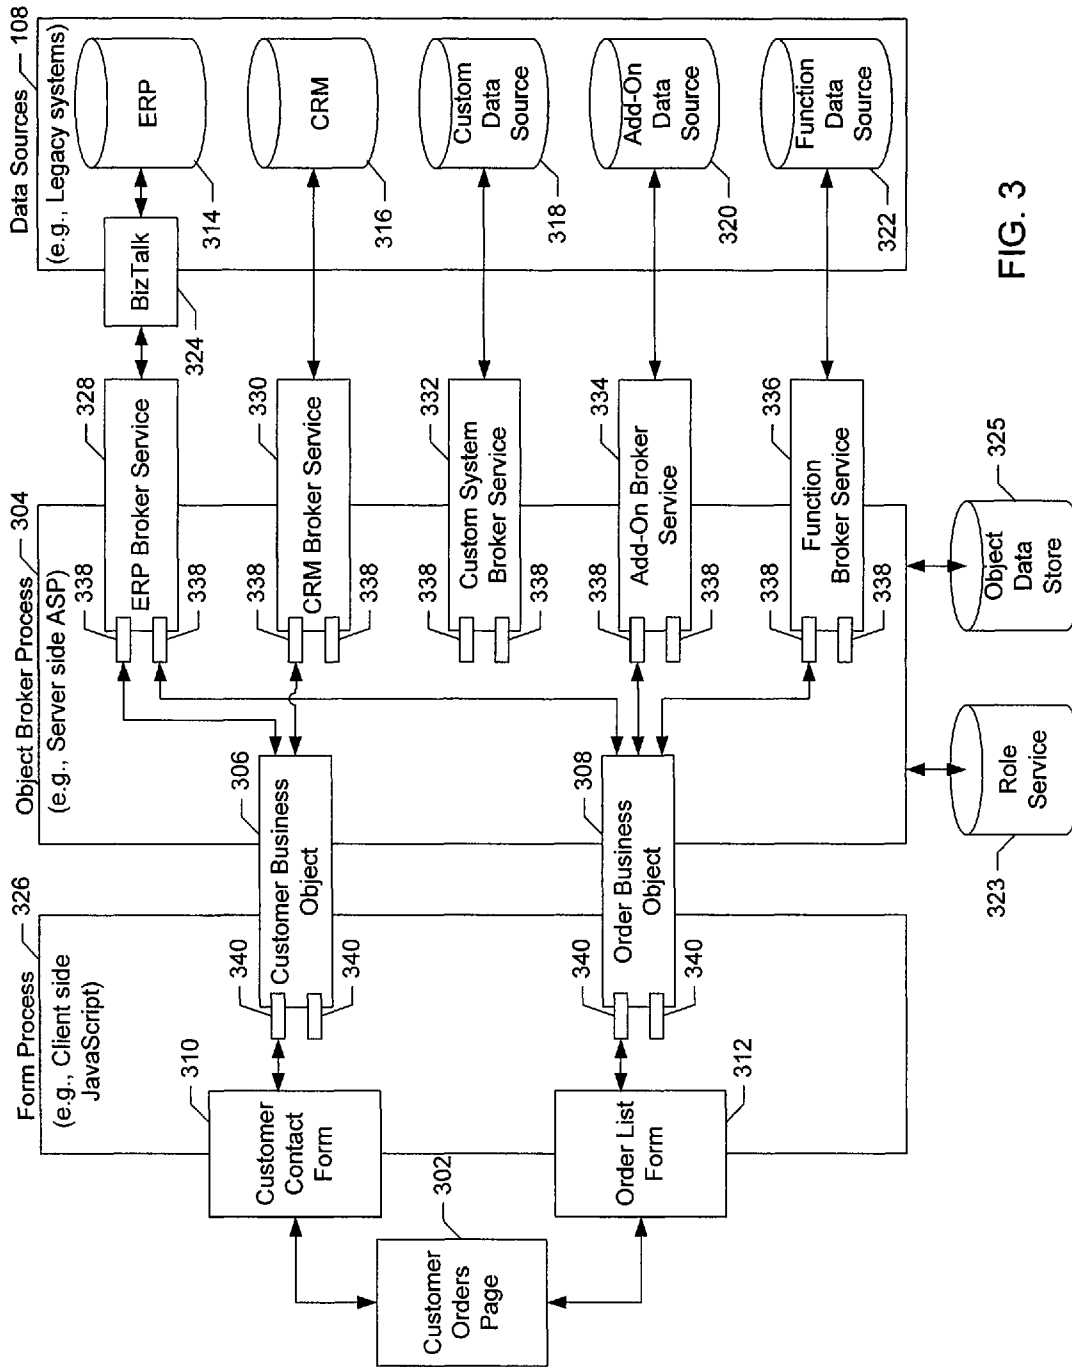 Form Process
326
(e.g., Client side
JavaScript)
Object Broker Process
304
(e.g., Server side ASP)
Data Sources
108
(e.g., Legacy systems)
Customer
Orders
Page
302
Customer
Contact
Form
310
Order List
Form
312
340
340
Customer Business
Object
306
340
340
Order Business
Object
308
338
338
ERP Broker Service
328
338
338
CRM Broker Service
330
338
338
Custom System
Broker Service
332
338
338
Add-On Broker
Service
334
338
338
Function
Broker Service
336
BizTalk
324
ERP
314
CRM
316
Custom
Data
Source
318
Add-On
Data
Source
320
Function
Data
Source
322
Role
Service
323
Object
Data
Store
325
FIG. 3